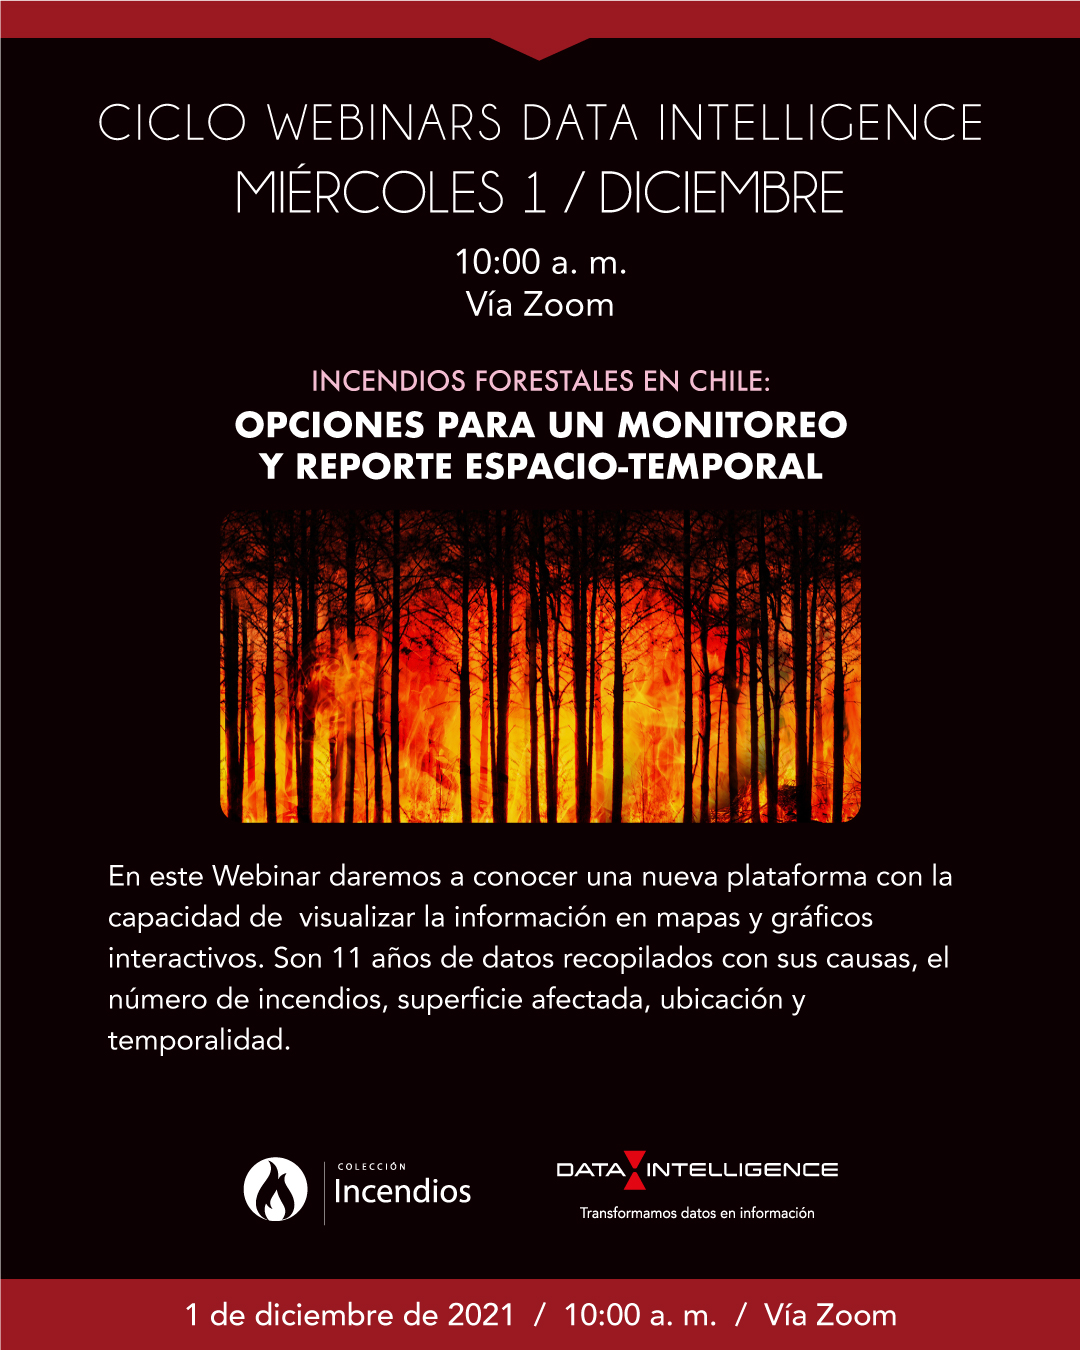 CICLO WEBINARS DATA INTELLIGENCE
MIÉRCOLES 1 / DICIEMBRE
10:00 a. m.
Vía Zoom
INCENDIOS FORESTALES EN CHILE:
OPCIONES PARA UN MONITOREO
Y REPORTE ESPACIO-TEMPORAL
En este Webinar daremos a conocer una nueva plataforma con la
capacidad de  visualizar la información en mapas y gráficos
interactivos. Son 11 años de datos recopilados con sus causas, el
número de incendios, superficie afectada, ubicación y
temporalidad.
COLECCIÓN
Incendios
DATA INTELLIGENCE
Transformamos datos en información
1 de diciembre de 2021  /  10:00 a. m.  /  Vía Zoom